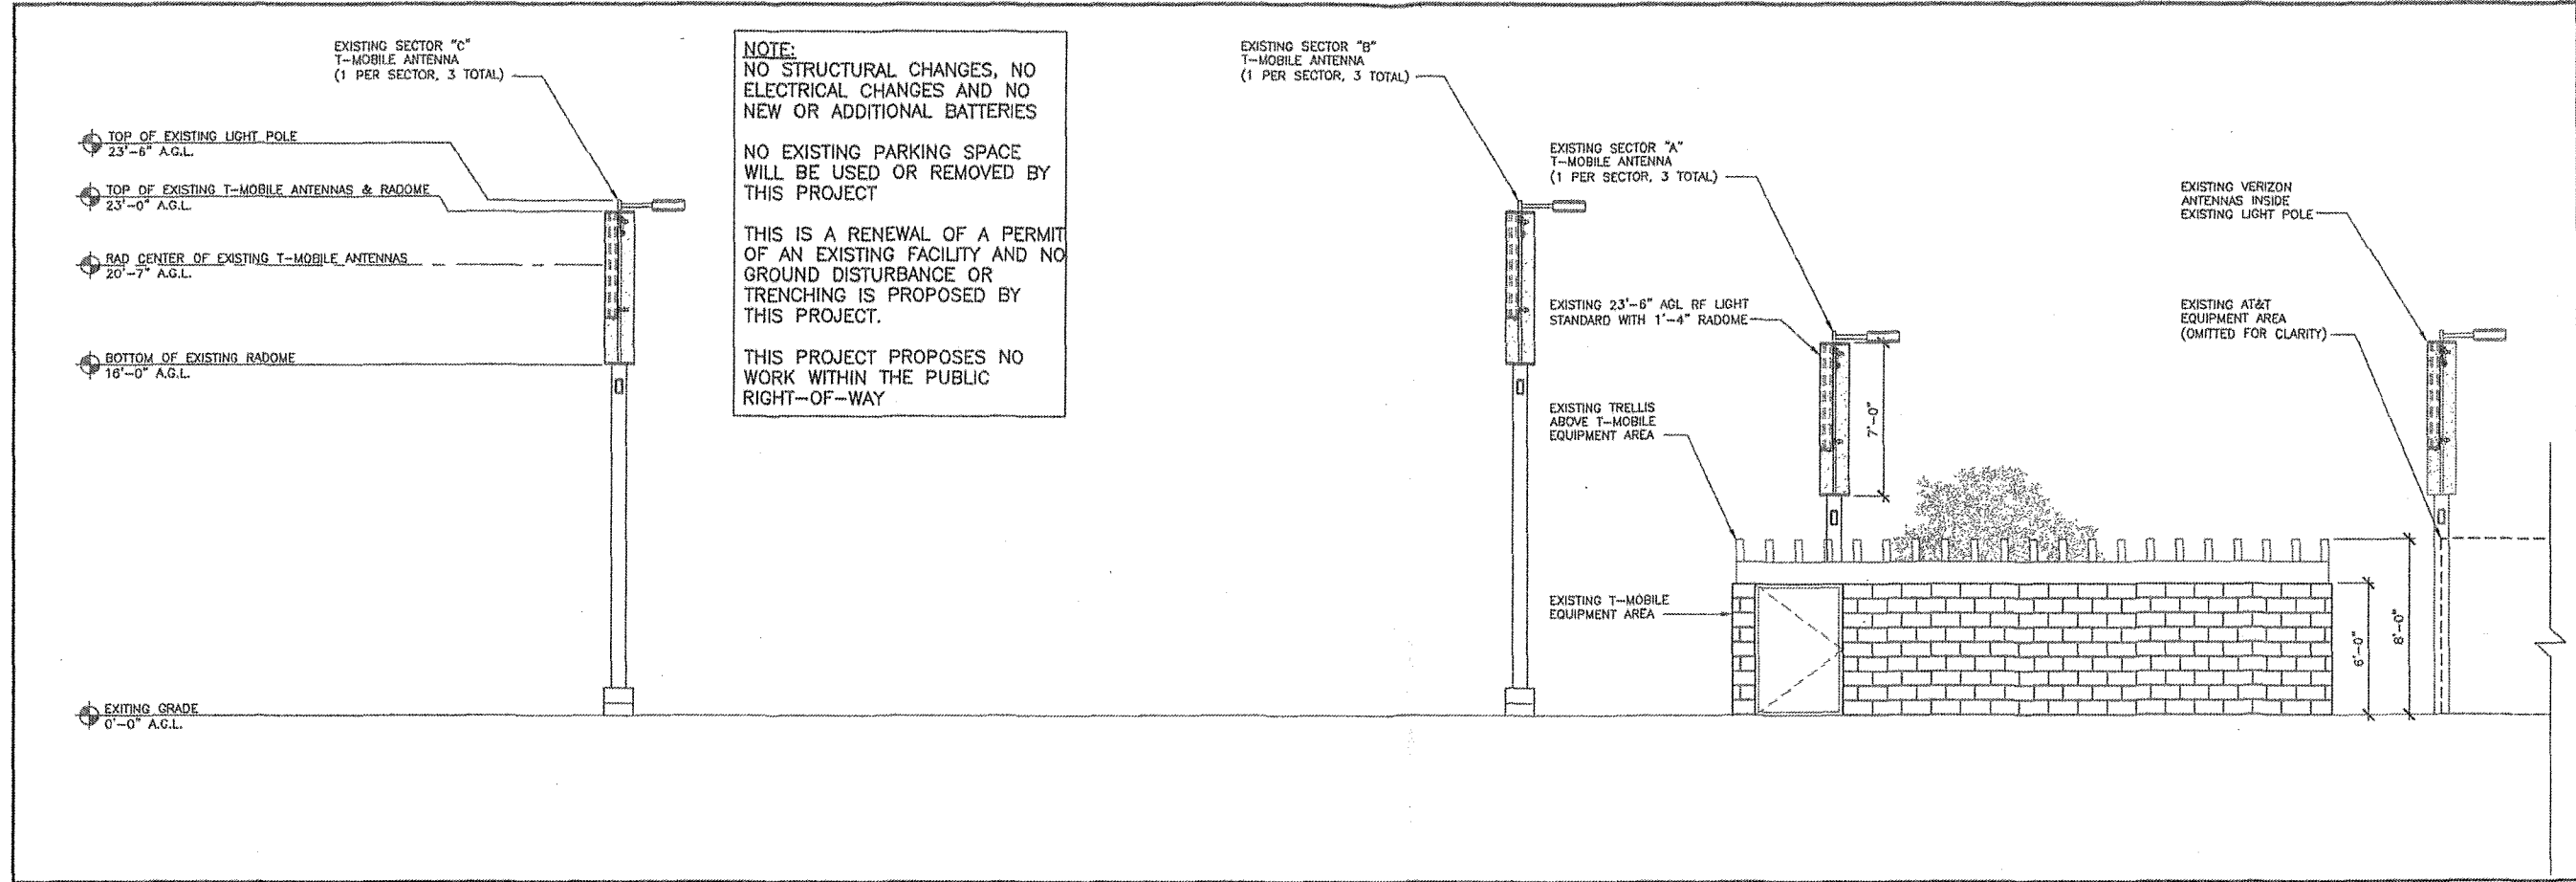 EXISTING SECTOR "C"
T-MOBILE ANTENNA
(1 PER SECTOR, 3 TOTAL)
TOP OF EXISTING LIGHT POLE
23'-6" A.G.L.
TOP OF EXISTING T-MOBILE ANTENNAS & RADOME
23'-0" A.G.L.
RAD CENTER OF EXISTING T-MOBILE ANTENNAS
20'-7" A.G.L.
BOTTOM OF EXISTING RADOME
16'-0" A.G.L.
EXITING GRADE
0'-0" A.G.L.
NOTE:
NO STRUCTURAL CHANGES, NO
ELECTRICAL CHANGES AND NO
NEW OR ADDITIONAL BATTERIES
NO EXISTING PARKING SPACE
WILL BE USED OR REMOVED BY
THIS PROJECT
THIS IS A RENEWAL OF A PERMIT
OF AN EXISTING FACILITY AND NO
GROUND DISTURBANCE OR
TRENCHING IS PROPOSED BY
THIS PROJECT.
THIS PROJECT PROPOSES NO
WORK WITHIN THE PUBLIC
RIGHT-OF-WAY
EXISTING SECTOR "B"
T-MOBILE ANTENNA
(1 PER SECTOR, 3 TOTAL)
EXISTING SECTOR "A"
T-MOBILE ANTENNA
(1 PER SECTOR, 3 TOTAL)
EXISTING 23'-6" AGL RF LIGHT
STANDARD WITH 1'-4" RADOME
EXISTING TRELLIS
ABOVE T-MOBILE
EQUIPMENT AREA
EXISTING T-MOBILE
EQUIPMENT AREA
7'-0"
EXISTING VERIZON
ANTENNAS INSIDE
EXISTING LIGHT POLE
EXISTING AT&T
EQUIPMENT AREA
(OMITTED FOR CLARITY)
6'-0"
8'-0"